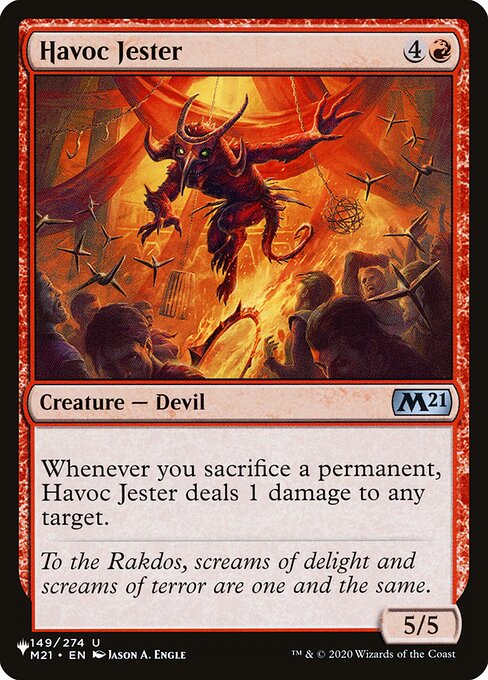 Havoc Jester 4
Creature — Devil M21
Whenever you sacrifice a permanent,
Havoc Jester deals 1 damage to any
target.
To the Rakdos, screams of delight and
screams of terror are one and the same.
5/5
149/274 U
M21 • EN Jason A. Engle ™ & © 2020 Wizards of the Coast